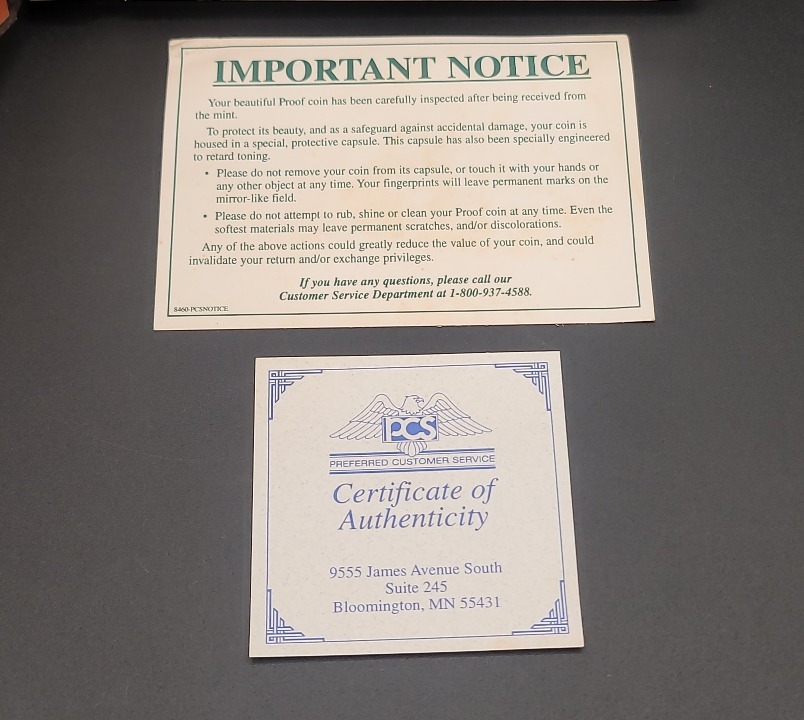 IMPORTANT NOTICE
Your beautiful Proof coin has been carefully inspected after being received from
the mint.
To protect its beauty, and as a safeguard against accidental damage, your coin is
housed in a special, protective capsule. This capsule has also been specially engineered
to retard toning.
• Please do not remove your coin from its capsule, or touch it with your hands or
any other object at any time. Your fingerprints will leave permanent marks on the
mirror-like field.
• Please do not attempt to rub, shine or clean your Proof coin at any time. Even the
softest materials may leave permanent scratches, and/or discolorations.
Any of the above actions could greatly reduce the value of your coin, and could
invalidate your return and/or exchange privileges.
If you have any questions, please call our
Customer Service Department at 1-800-937-4588.
8460-PCSNOTICE
PCS
PREFERRED CUSTOMER SERVICE
Certificate of
Authenticity
9555 James Avenue South
Suite 245
Bloomington, MN 55431